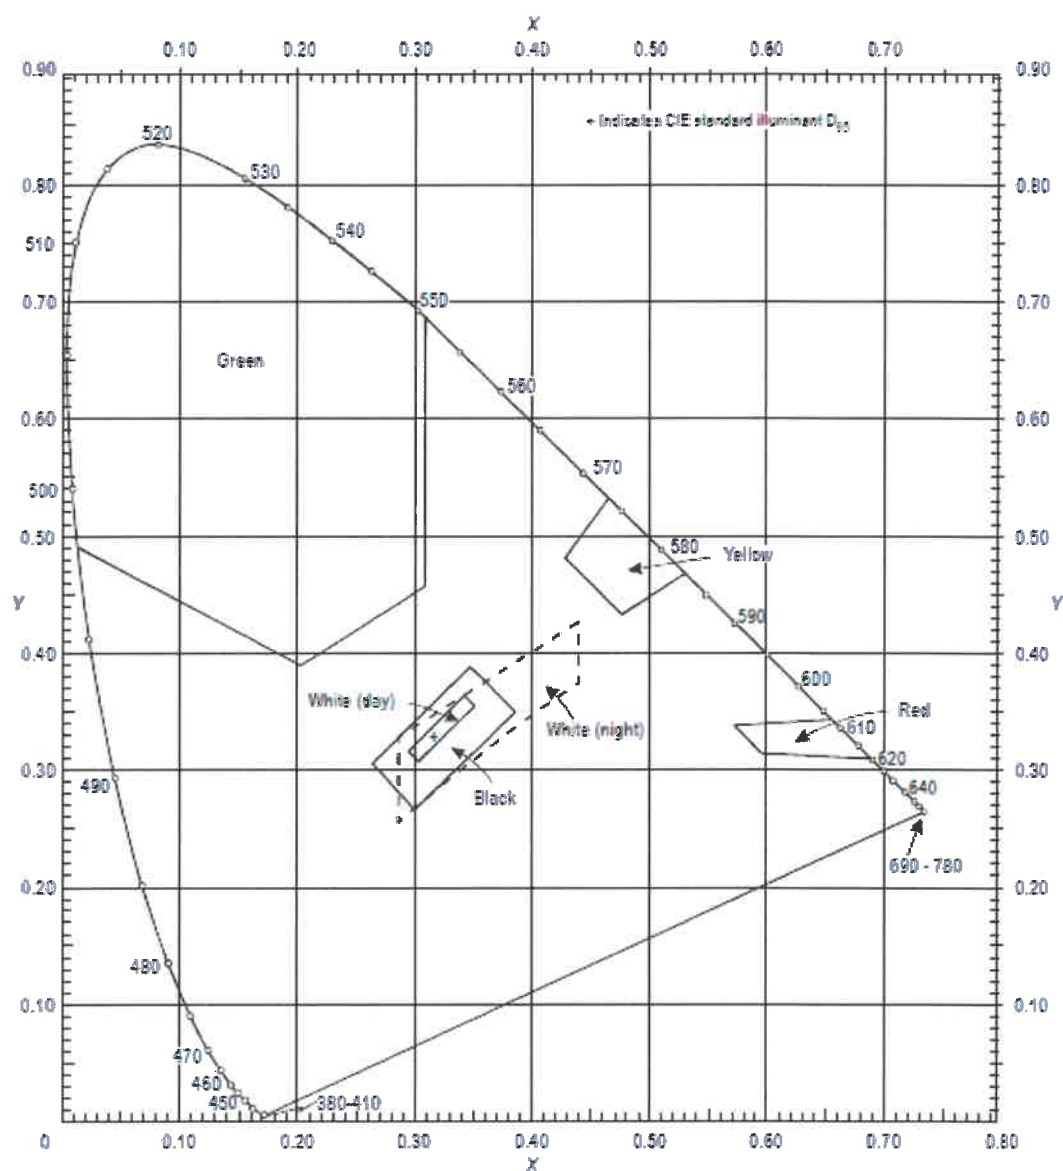 X
0.10 0.20 0.30 0.40 0.50 0.60 0.70
0.90 0.90
+ Indicates CIE standard illuminant D65
520
530
0.80 0.80
540
510
550
0.70 0.70
Green
560
0.60 0.60
570
500
0.50 580 0.50
Yellow
Y Y
590
0.40 0.40
600
White (day)
Red
610
White (night)
620
0.30 0.30
490 640
Black
690 - 780
0.20 0.20
480
0.10 0.10
470
460
450 380-410
0 0.10 0.20 0.30 0.40 0.50 0.60 0.70 0.80
X